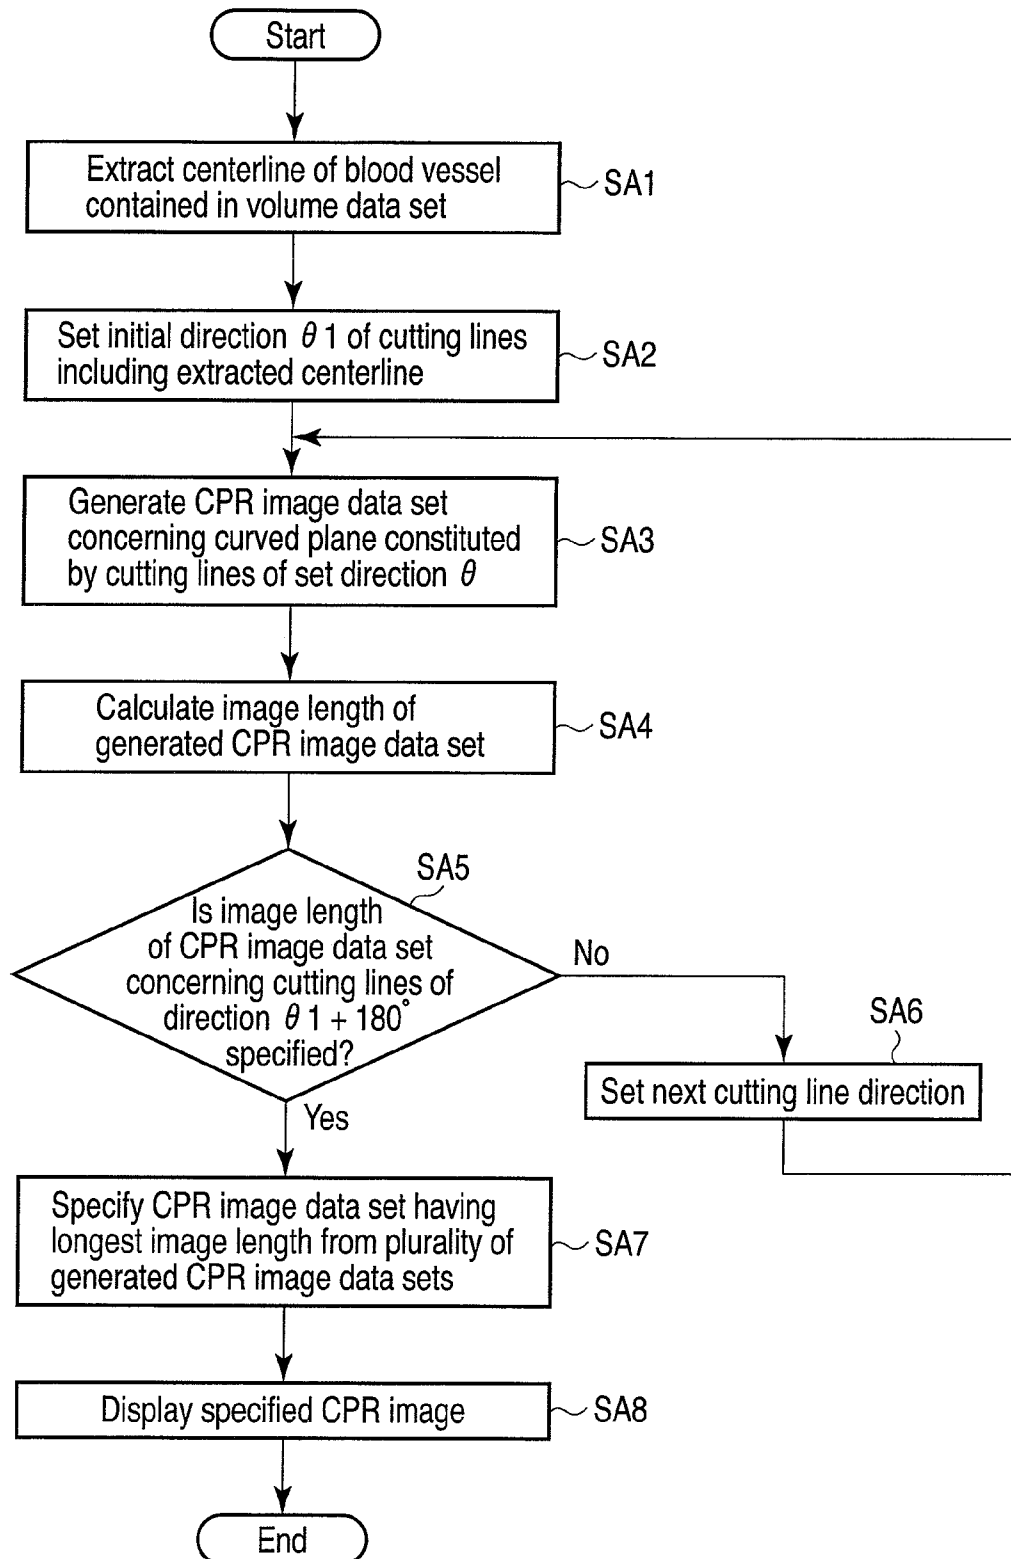 Start
Extract centerline of blood vessel
contained in volume data set
SA1
Set initial direction θ1 of cutting lines
including extracted centerline
SA2
Generate CPR image data set
concerning curved plane constituted
by cutting lines of set direction θ
SA3
Calculate image length of
generated CPR image data set
SA4
SA5
Is image length
of CPR image data set
concerning cutting lines of
direction θ1 + 180°
specified?
No
SA6
Set next cutting line direction
Yes
Specify CPR image data set having
longest image length from plurality of
generated CPR image data sets
SA7
Display specified CPR image
SA8
End